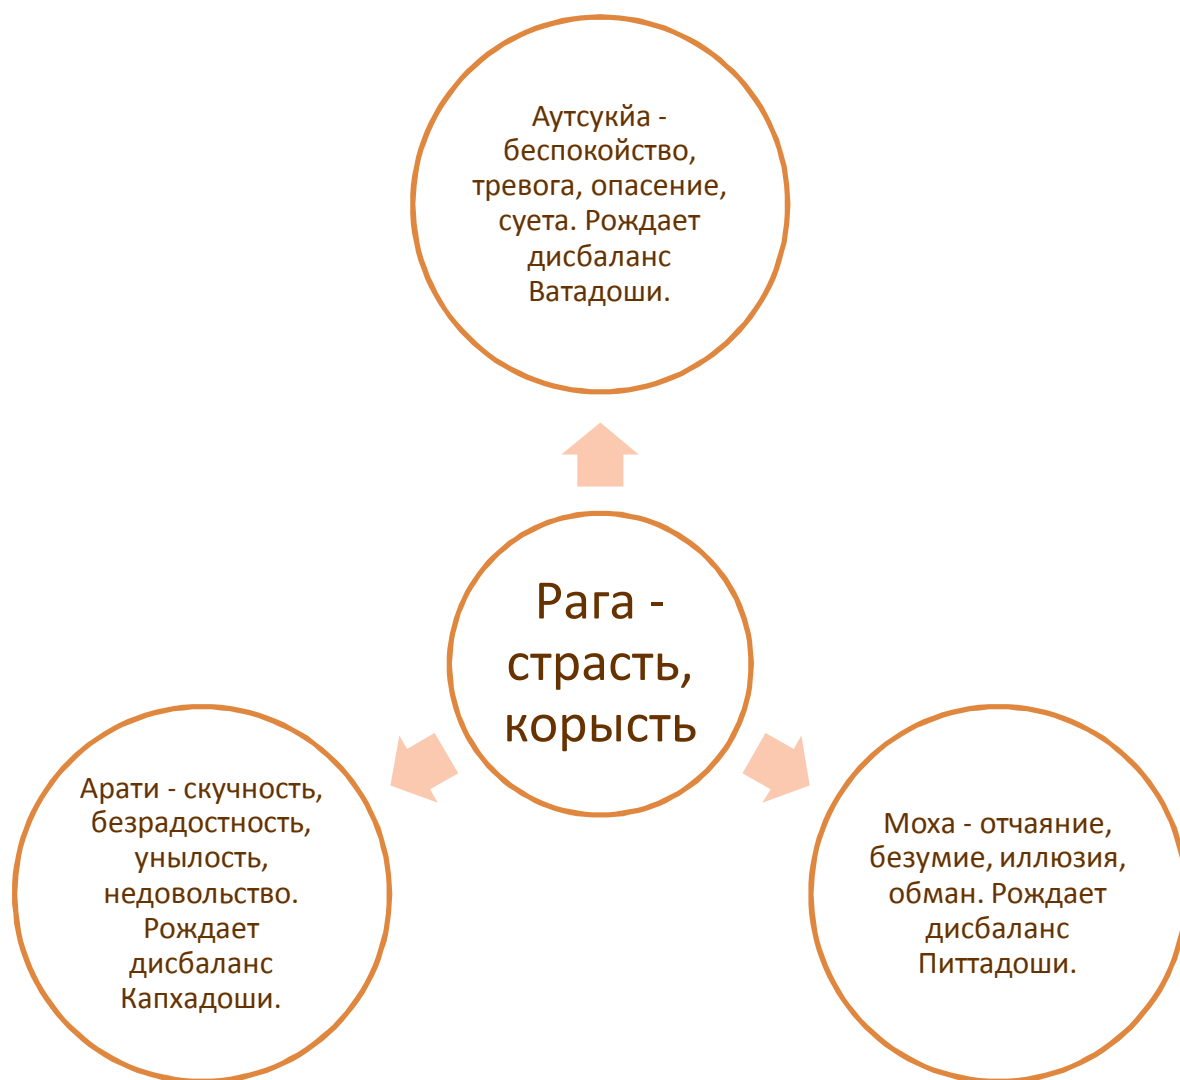 Аутсукйа -
беспокойство,
тревога, опасение,
суета. Рождает
дисбаланс
Ватадоши.
Рага -
страсть,
корысть
Арати - скучность,
безрадостность,
унылость,
недовольство.
Рождает
дисбаланс
Капхадоши.
Моха - отчаяние,
безумие, иллюзия,
обман. Рождает
дисбаланс
Питтадоши.